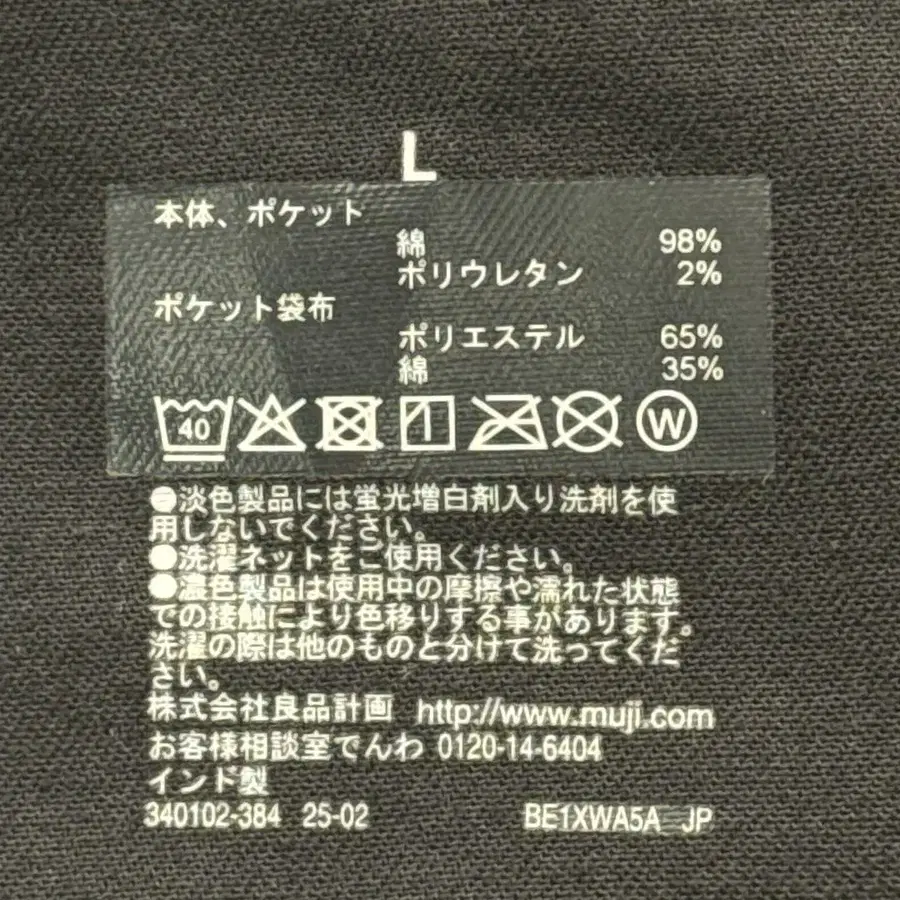 L
本体、ポケット
綿 98%
ポリウレタン 2%
ポケット袋布
ポリエステル 65%
綿 35%
40 W
●淡色製品には蛍光増白剤入り洗剤を使
用しないでください。
●洗濯ネットをご使用ください。
●濃色製品は使用中の摩擦や濡れた状態
での接触により色移りする事があります。
洗濯の際は他のものと分けて洗ってくだ
さい。
株式会社良品計画 http://www.muji.com
お客様相談室でんわ 0120-14-6404
インド製
340102-384 25-02 BE1XWA5A JP